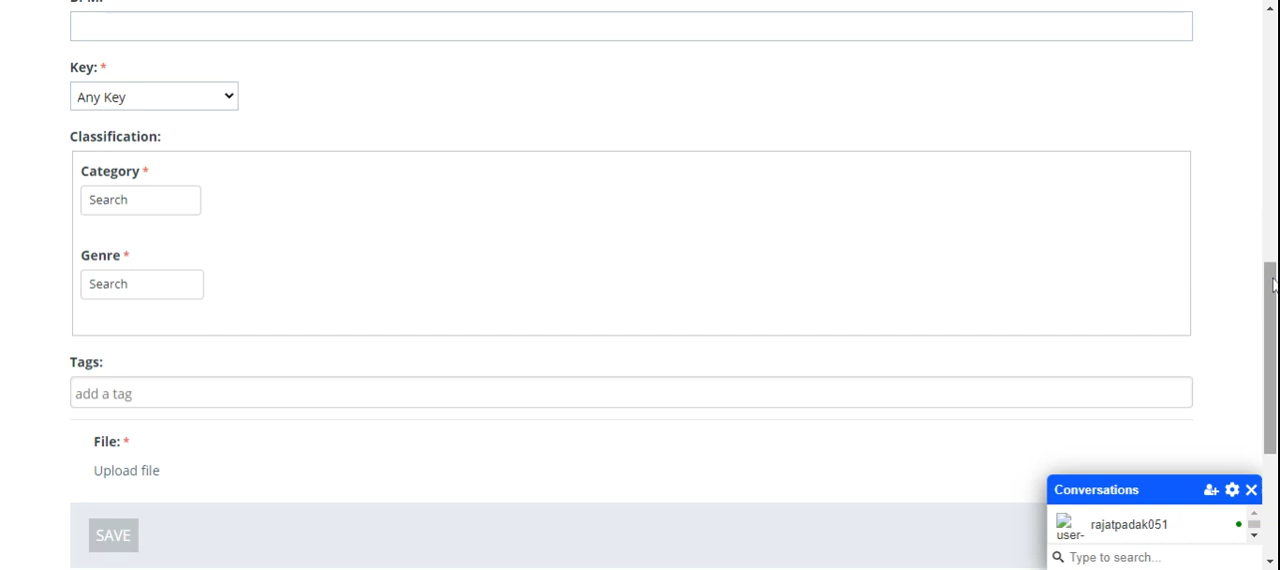 Key: *
Any Key
Classification:
Category *
Search
Genre *
Search
Tags:
add a tag
File: *
Upload file
SAVE
Conversations
rajatpadak051
user-
Type to search...